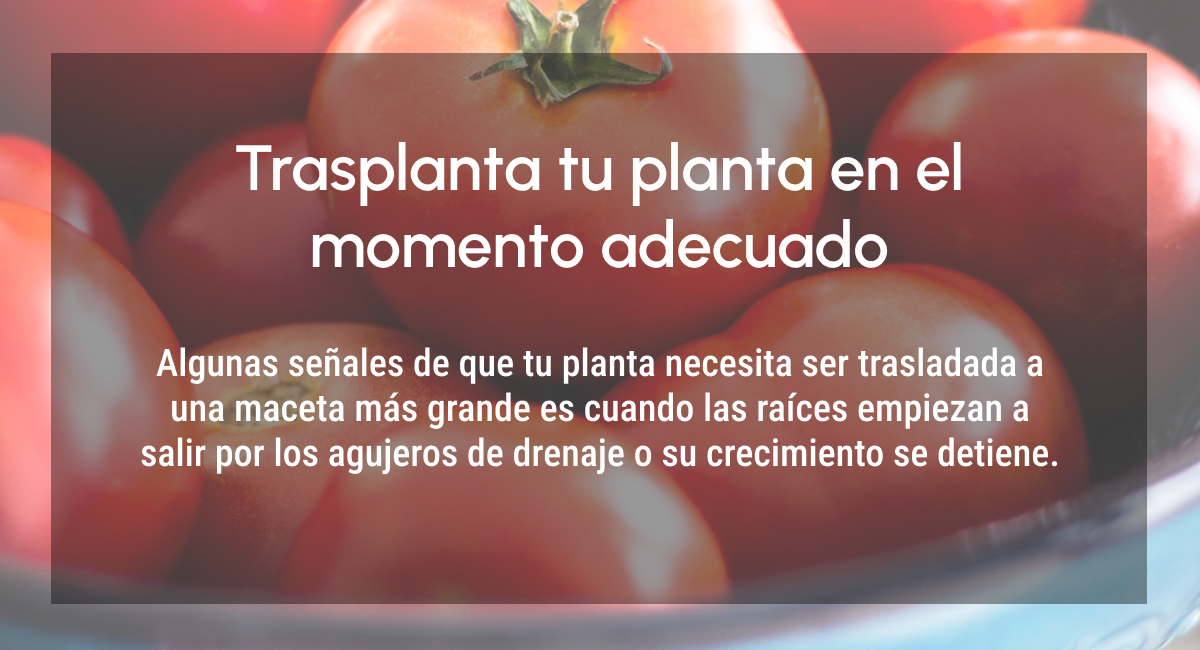 Trasplanta tu planta en el
momento adecuado
Algunas señales de que tu planta necesita ser trasladada a
una maceta más grande es cuando las raíces empiezan a
salir por los agujeros de drenaje o su crecimiento se detiene.